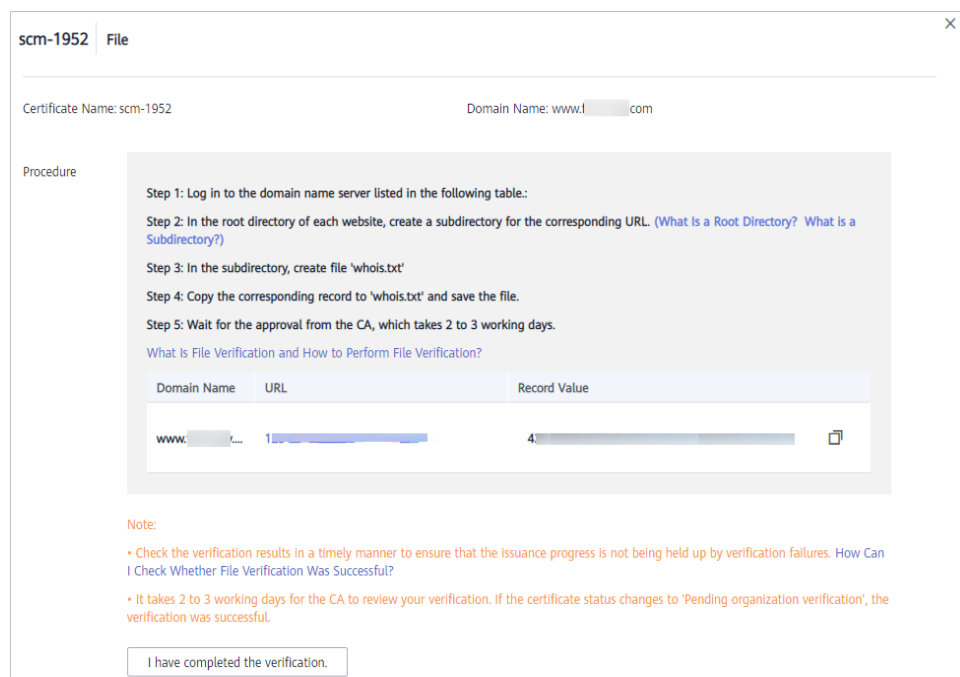 scm-1952 File
Certificate Name: scm-1952 Domain Name: www.f com
Procedure
Step 1: Log in to the domain name server listed in the following table.:
Step 2: In the root directory of each website, create a subdirectory for the corresponding URL. (What Is a Root Directory? What is a
Subdirectory?)
Step 3: In the subdirectory, create file 'whois.txt'
Step 4: Copy the corresponding record to 'whois.txt' and save the file.
Step 5: Wait for the approval from the CA, which takes 2 to 3 working days.
What Is File Verification and How to Perform File Verification?
Domain Name URL Record Value
www.
Note:
• Check the verification results in a timely manner to ensure that the issuance progress is not being held up by verification failures. How Can
I Check Whether File Verification Was Successful?
• It takes 2 to 3 working days for the CA to review your verification. If the certificate status changes to 'Pending organization verification', the
verification was successful.
I have completed the verification.